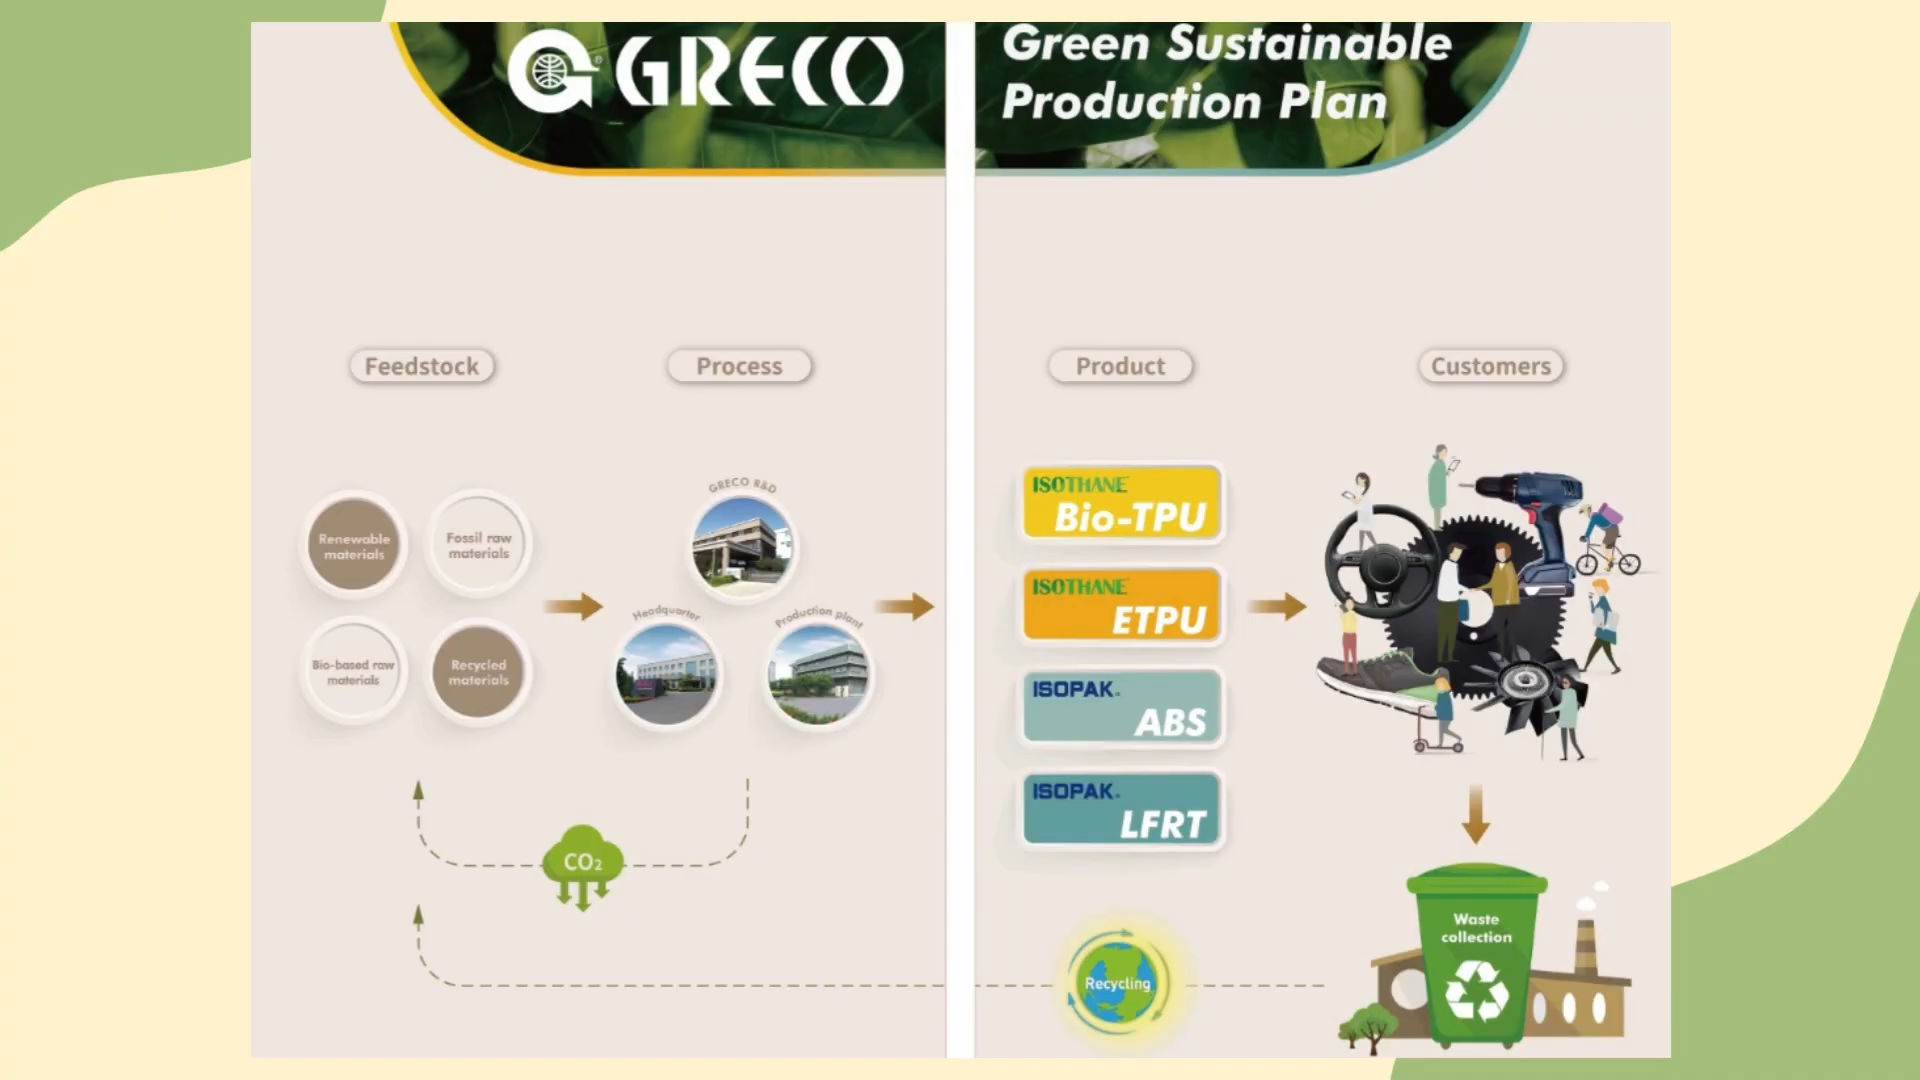 GRECO
Green Sustainable
Production Plan
Feedstock
Process
Product
Customers
Renewable
materials
Fossil raw
materials
Bio-based raw
materials
Recycled
materials
GRECO R&D
Headquarter
Production plant
ISOTHANE
Bio-TPU
ISOTHANE
ETPU
ISOPAK®
ABS
ISOPAK®
LFRT
CO₂
Recycling
Waste
collection